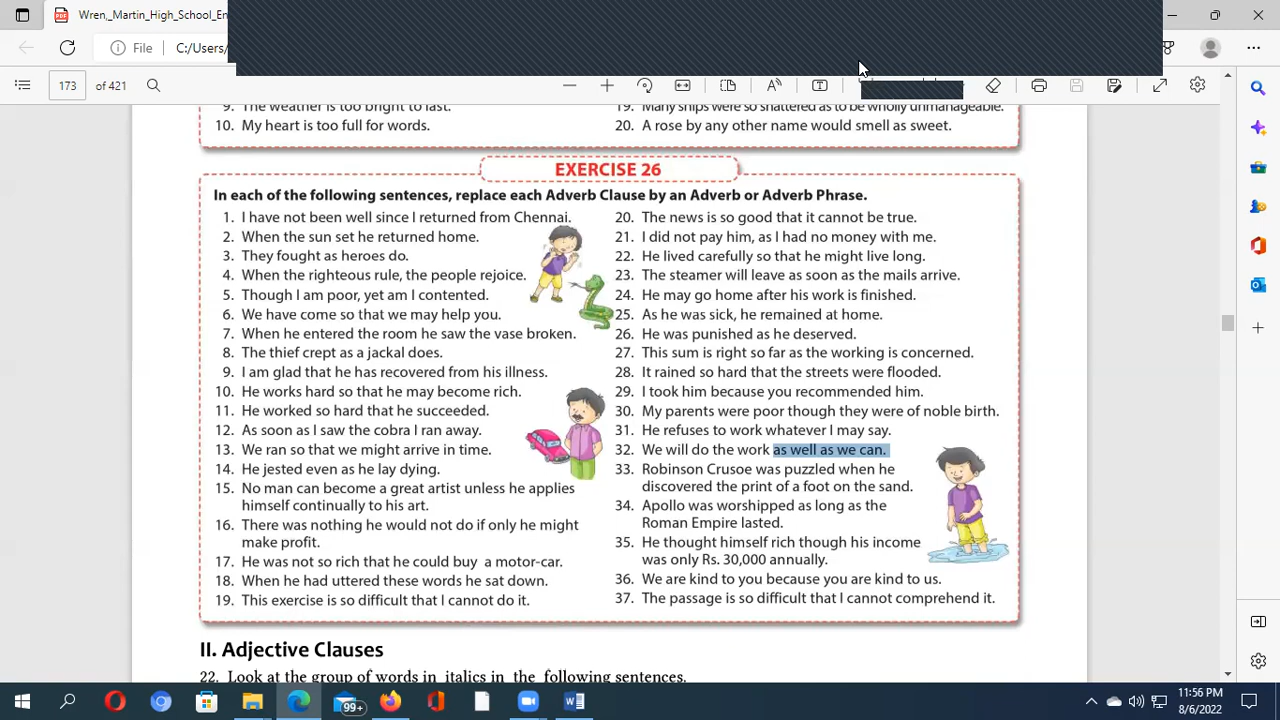 File
C:/Users/
173
of 421
9. The weather is too bright to last.
10. My heart is too full for words.
19. Many ships were so shattered as to be wholly unmanageable.
20. A rose by any other name would smell as sweet.
EXERCISE 26
In each of the following sentences, replace each Adverb Clause by an Adverb or Adverb Phrase.
1. I have not been well since I returned from Chennai.
2. When the sun set he returned home.
3. They fought as heroes do.
4. When the righteous rule, the people rejoice.
5. Though I am poor, yet am I contented.
6. We have come so that we may help you.
7. When he entered the room he saw the vase broken.
8. The thief crept as a jackal does.
9. I am glad that he has recovered from his illness.
10. He works hard so that he may become rich.
11. He worked so hard that he succeeded.
12. As soon as I saw the cobra I ran away.
13. We ran so that we might arrive in time.
14. He jested even as he lay dying.
15. No man can become a great artist unless he applies
himself continually to his art.
16. There was nothing he would not do if only he might
make profit.
17. He was not so rich that he could buy a motor-car.
18. When he had uttered these words he sat down.
19. This exercise is so difficult that I cannot do it.
20. The news is so good that it cannot be true.
21. I did not pay him, as I had no money with me.
22. He lived carefully so that he might live long.
23. The steamer will leave as soon as the mails arrive.
24. He may go home after his work is finished.
25. As he was sick, he remained at home.
26. He was punished as he deserved.
27. This sum is right so far as the working is concerned.
28. It rained so hard that the streets were flooded.
29. I took him because you recommended him.
30. My parents were poor though they were of noble birth.
31. He refuses to work whatever I may say.
32. We will do the work as well as we can.
33. Robinson Crusoe was puzzled when he
discovered the print of a foot on the sand.
34. Apollo was worshipped as long as the
Roman Empire lasted.
35. He thought himself rich though his income
was only Rs. 30,000 annually.
36. We are kind to you because you are kind to us.
37. The passage is so difficult that I cannot comprehend it.
II. Adjective Clauses
22. Look at the group of words in italics in the following sentences.
99+
11:56 PM
8/6/2022